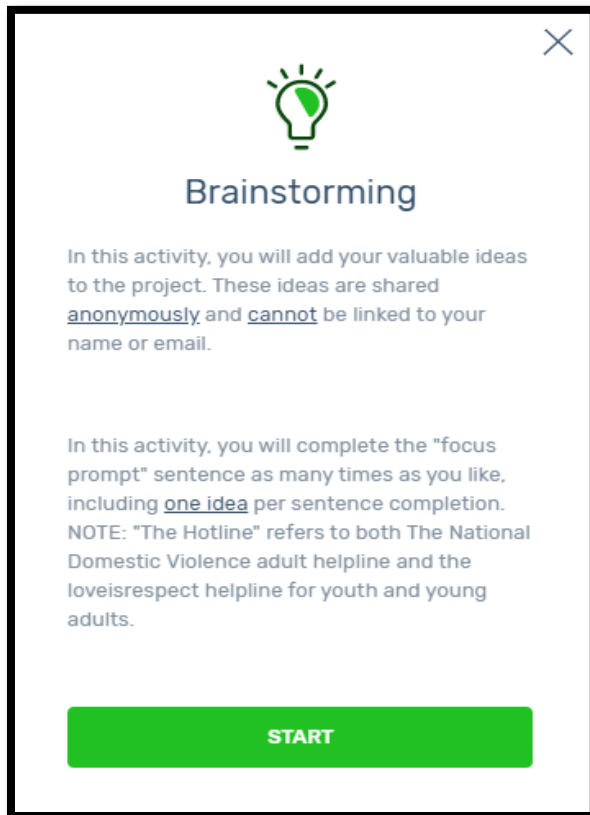 Brainstorming
In this activity, you will add your valuable ideas
to the project. These ideas are shared
anonymously and cannot be linked to your
name or email.
In this activity, you will complete the "focus
prompt" sentence as many times as you like,
including one idea per sentence completion.
NOTE: "The Hotline" refers to both The National
Domestic Violence adult helpline and the
loveisrespect helpline for youth and young
adults.
START